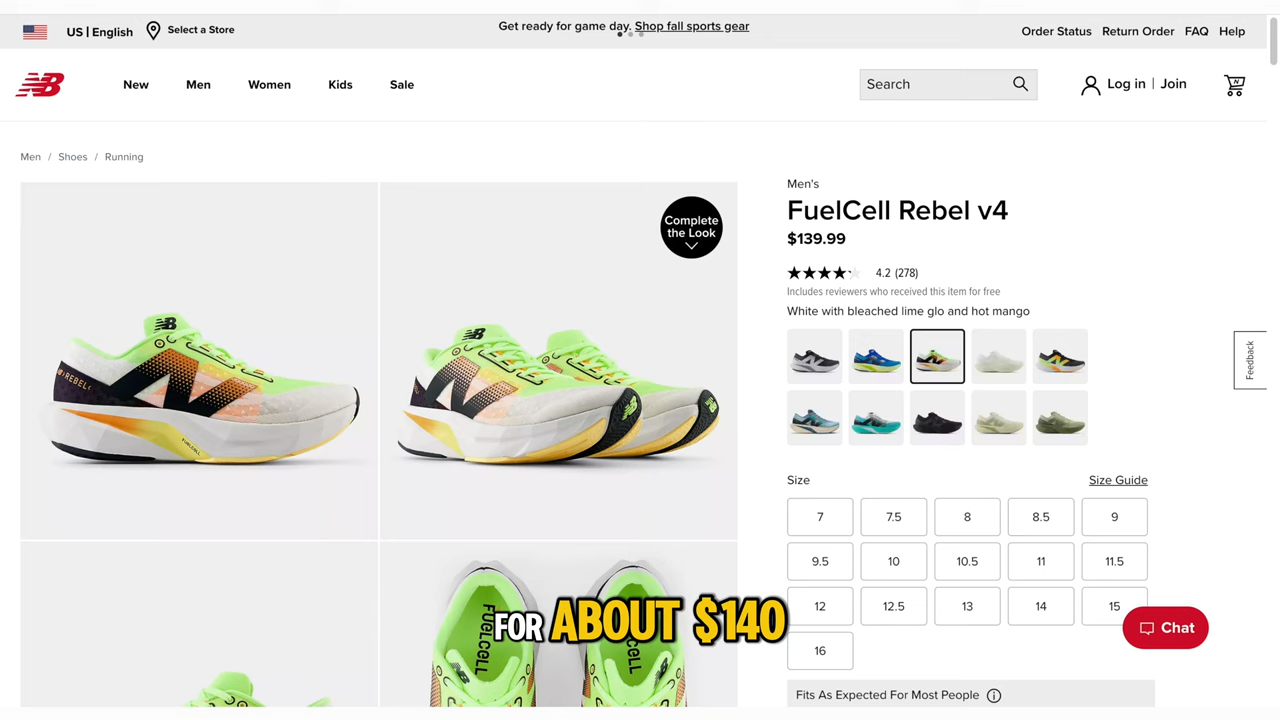 US | English
Select a Store
Get ready for game day. Shop fall sports gear
Order Status
Return Order
FAQ
Help
NB
New
Men
Women
Kids
Sale
Search
Log in | Join
Men / Shoes / Running
Complete
the Look
Men's
FuelCell Rebel v4
$139.99
4.2 (278)
Includes reviewers who received this item for free
White with bleached lime glo and hot mango
Feedback
Size
Size Guide
7
7.5
8
8.5
9
9.5
10
10.5
11
11.5
12
12.5
13
14
15
16
Chat
Fits As Expected For Most People
REBEL
FUELCELL
FUELCELL
FOR ABOUT $140